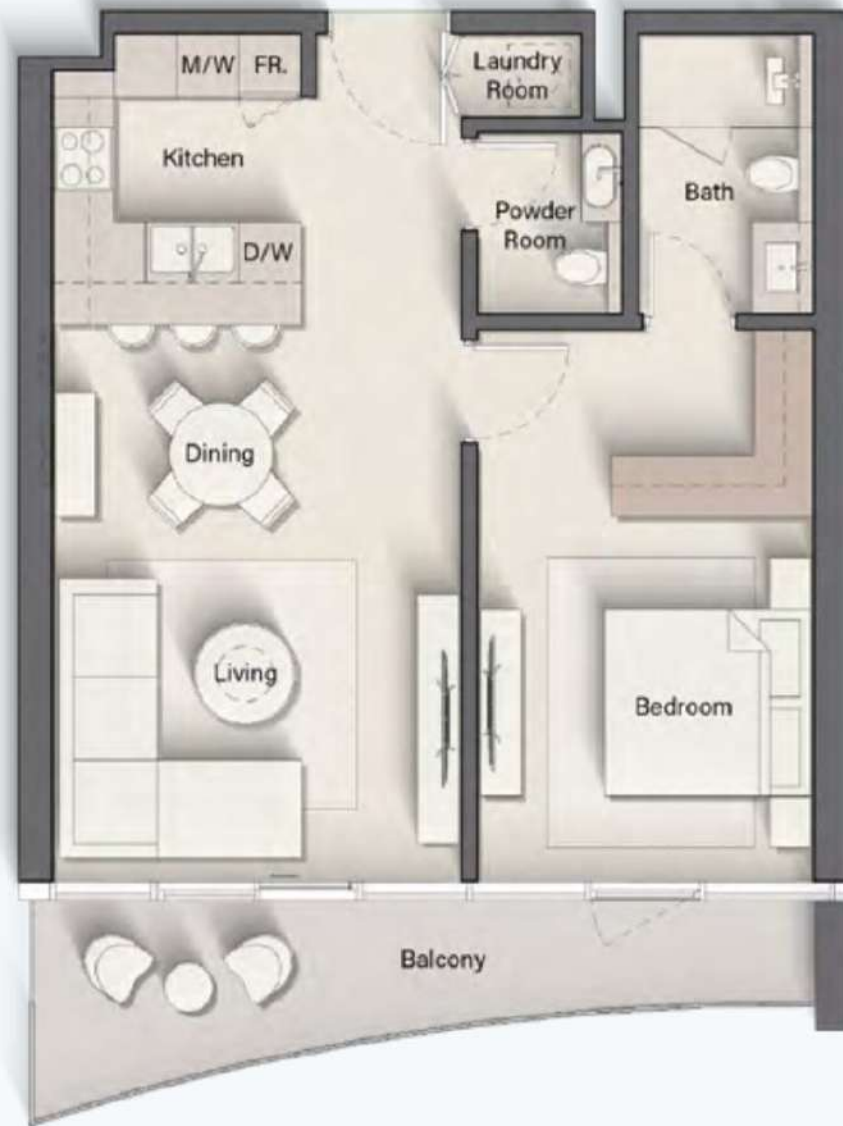 M/W FR.
Laundry
Room
Kitchen
Powder
Room
Bath
D/W
Dining
Living
Bedroom
Balcony